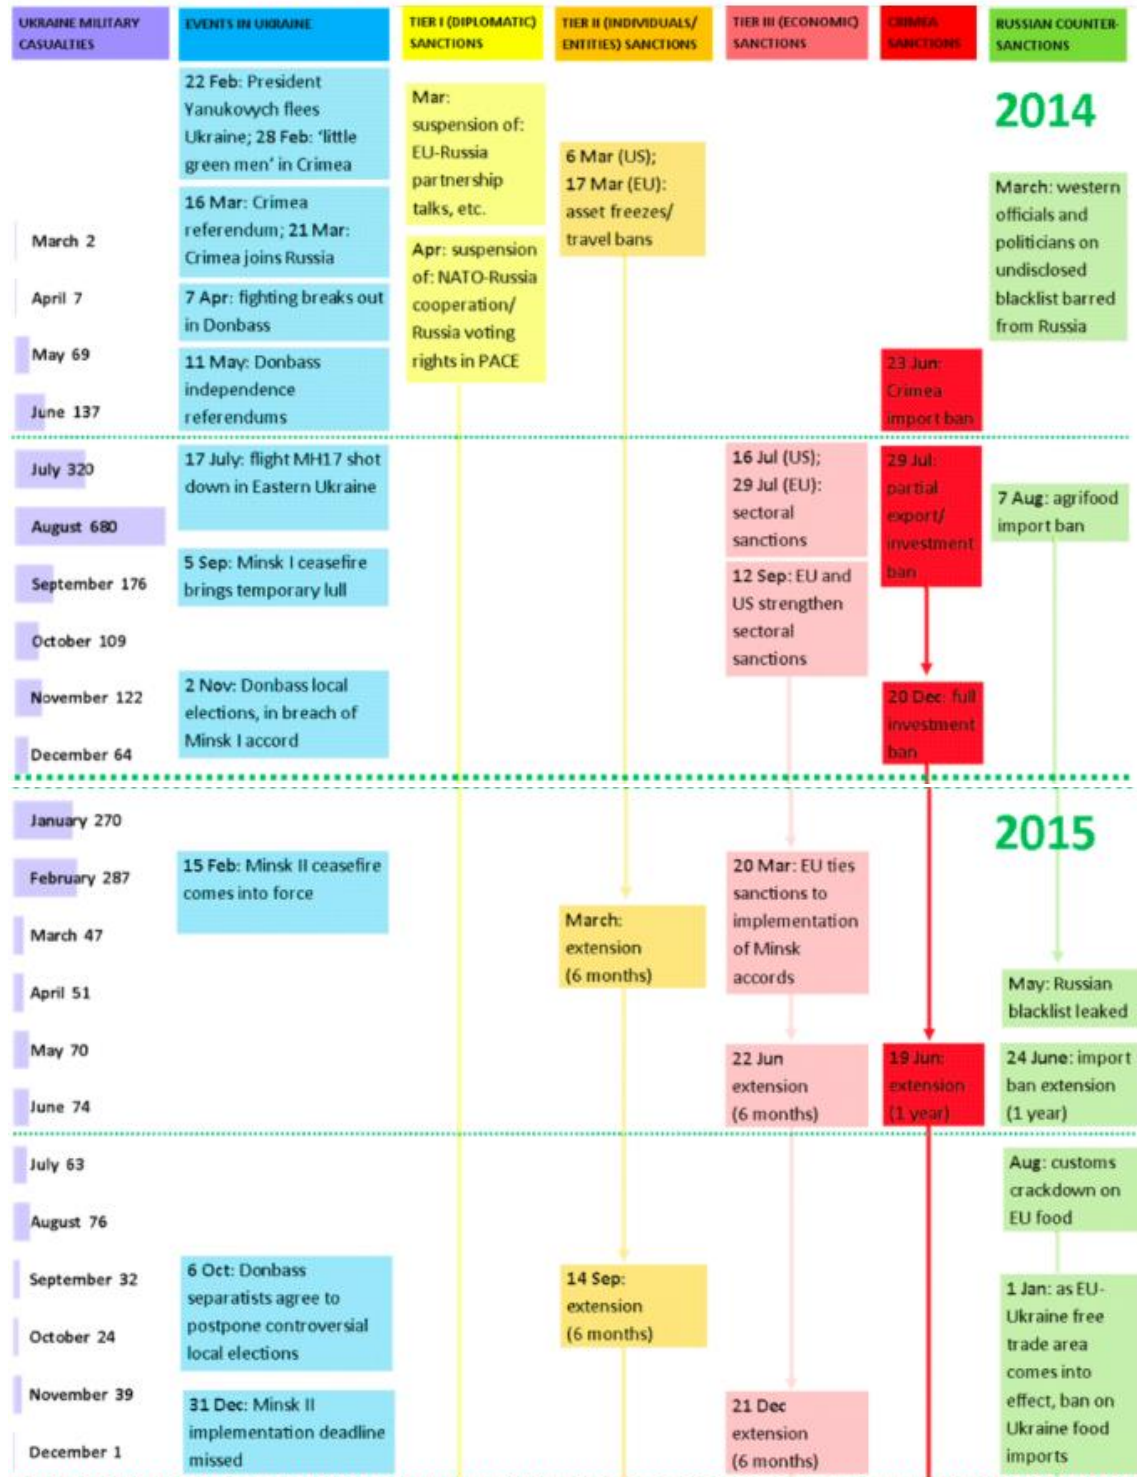 UKRAINE MILITARY
CASUALTIES
EVENTS IN UKRAINE
TIER I (DIPLOMATIC)
SANCTIONS
TIER II (INDIVIDUALS/
ENTITIES) SANCTIONS
TIER III (ECONOMIC)
SANCTIONS
CRIMEA
SANCTIONS
RUSSIAN COUNTER-
SANCTIONS
2014
March 2
April 7
May 69
June 137
July 320
August 680
September 176
October 109
November 122
December 64
22 Feb: President
Yanukovych flees
Ukraine; 28 Feb: 'little
green men' in Crimea
16 Mar: Crimea
referendum; 21 Mar:
Crimea joins Russia
7 Apr: fighting breaks out
in Donbass
11 May: Donbass
independence
referendums
17 July: flight MH17 shot
down in Eastern Ukraine
5 Sep: Minsk I ceasefire
brings temporary lull
2 Nov: Donbass local
elections, in breach of
Minsk I accord
Mar:
suspension of:
EU-Russia
partnership
talks, etc.
Apr: suspension
of: NATO-Russia
cooperation/
Russia voting
rights in PACE
6 Mar (US);
17 Mar (EU):
asset freezes/
travel bans
16 Jul (US);
29 Jul (EU):
sectoral
sanctions
12 Sep: EU and
US strengthen
sectoral
sanctions
23 Jun:
Crimea
import ban
29 Jul:
partial
export/
investment
ban
20 Dec: full
investment
ban
March: western
officials and
politicians on
undisclosed
blacklist barred
from Russia
7 Aug: agrifood
import ban
2015
January 270
February 287
March 47
April 51
May 70
June 74
July 63
August 76
September 32
October 24
November 39
December 1
15 Feb: Minsk II ceasefire
comes into force
6 Oct: Donbass
separatists agree to
postpone controversial
local elections
31 Dec: Minsk II
implementation deadline
missed
March:
extension
(6 months)
14 Sep:
extension
(6 months)
20 Mar: EU ties
sanctions to
implementation
of Minsk
accords
22 Jun
extension
(6 months)
21 Dec
extension
(6 months)
19 Jun:
extension
(1 year)
May: Russian
blacklist leaked
24 June: import
ban extension
(1 year)
Aug: customs
crackdown on
EU food
1 Jan: as EU-
Ukraine free
trade area
comes into
effect, ban on
Ukraine food
imports